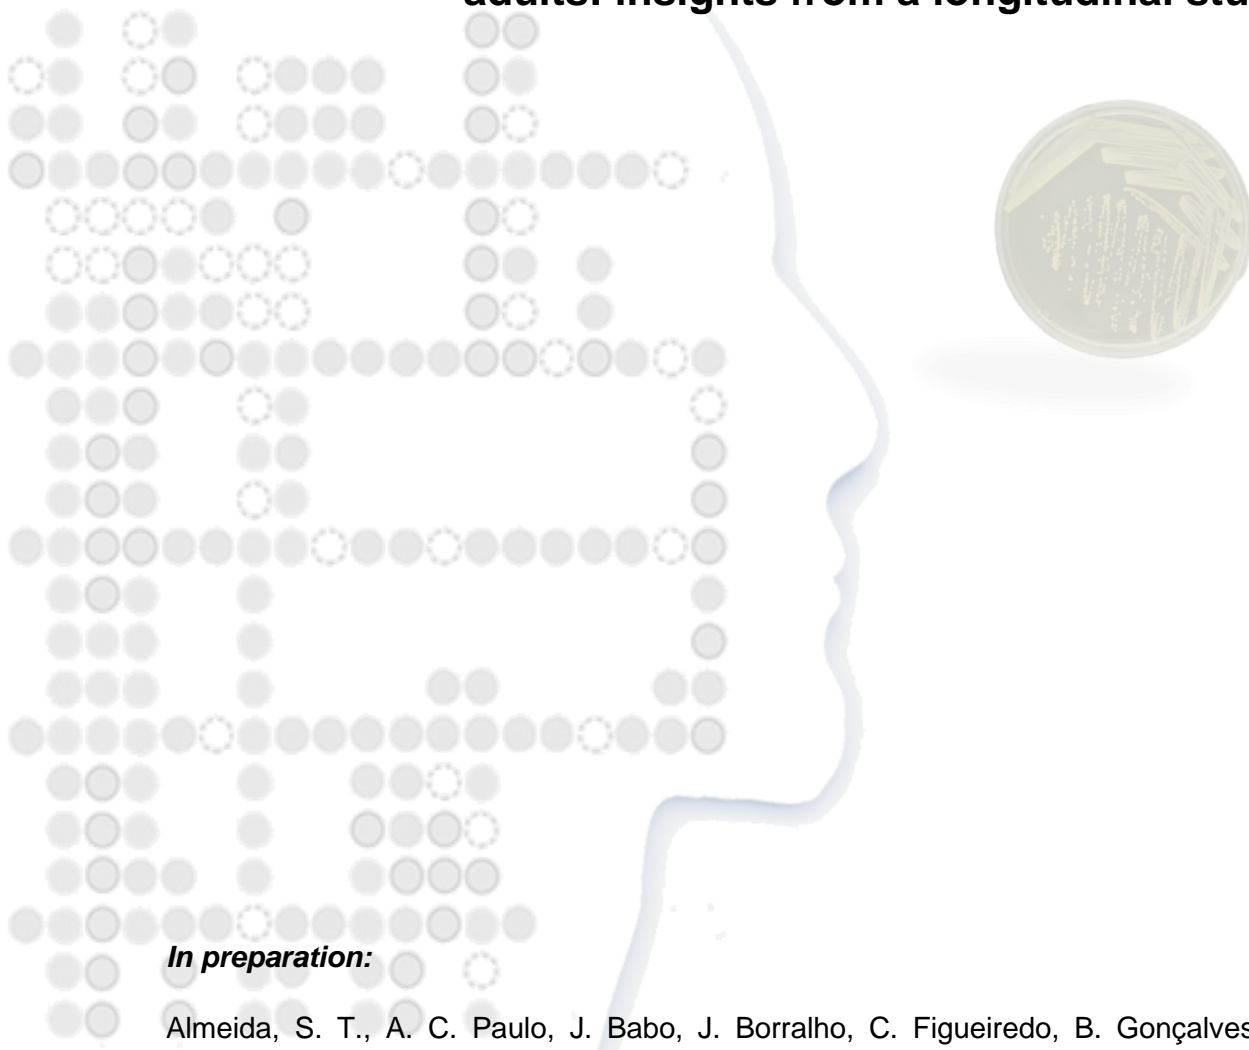 adults: insights from a longitudinal stu
In preparation:
Almeida, S. T., A. C. Paulo, J. Babo, J. Borralho, C. Figueiredo, B. Gonçalves